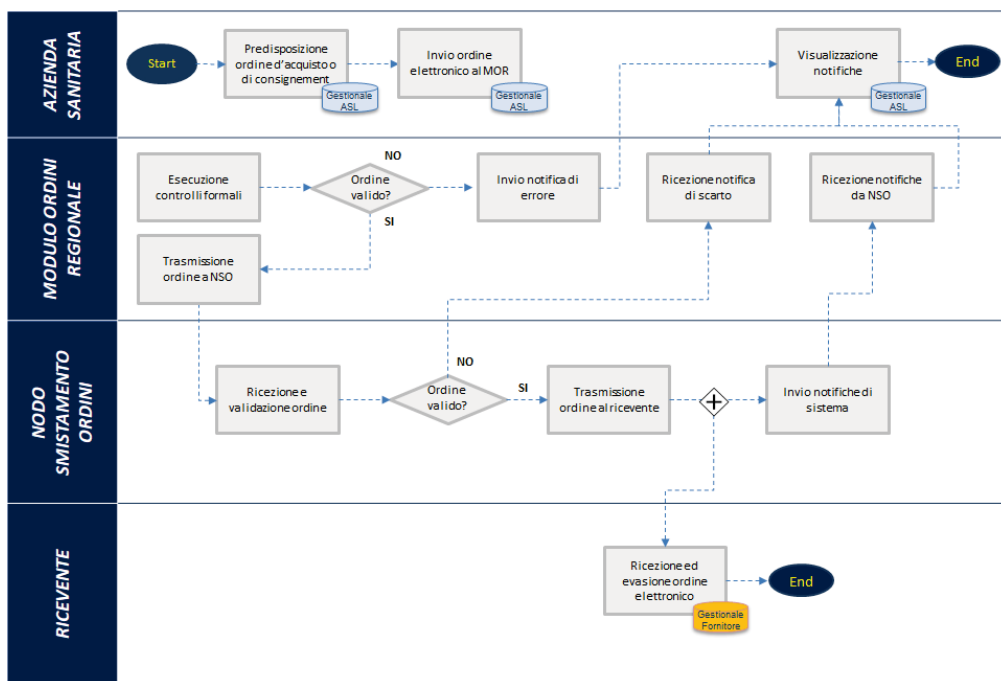 AZIENDA
SANITARIA
Start
Predisposizione
ordine d'acquisto o
di consignement
Gestionale
ASL
Invio ordine
elettronico al MOR
Gestionale
ASL
Visualizzazione
notifiche
Gestionale
ASL
End
MODULO ORDINI
REGIONALE
Esecuzione
controlli formali
Ordine
valido?
NO
SI
Invio notifica di
errore
Ricezione notifica
di scarto
Ricezione notifiche
da NSO
Trasmissione
ordine a NSO
NODO
SMISTAMENTO
ORDINI
Ricezione e
validazione ordine
Ordine
valido?
NO
SI
Trasmissione
ordine al ricevente
Invio notifiche di
sistema
RICEVENTE
Ricezione ed
evasione ordine
elettronico
Gestionale
Fornitore
End